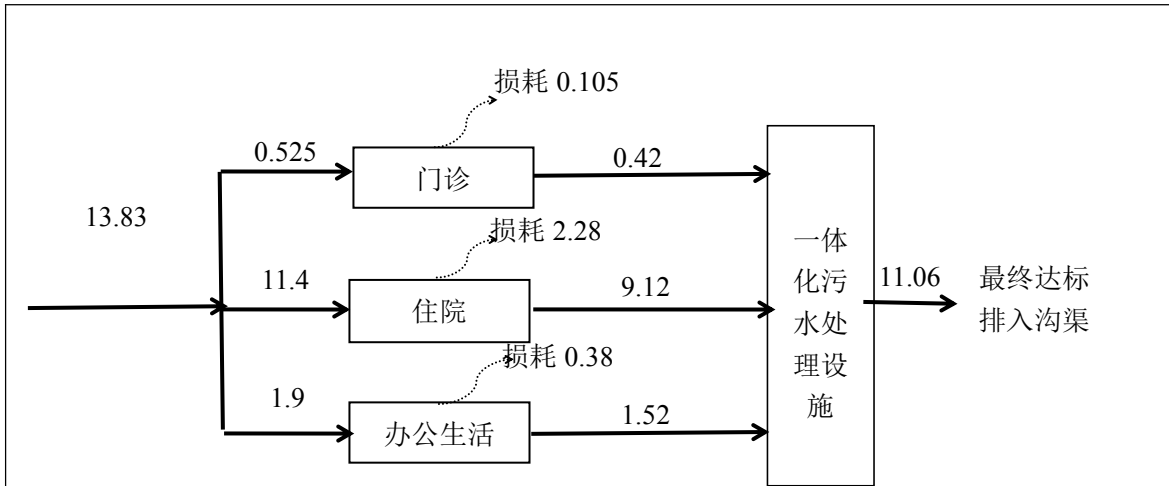 损耗 0.105
0.525
门诊
0.42
13.83
损耗 2.28
11.4
住院
9.12
一体
化污
水处
理设
施
11.06
最终达标
排入沟渠
损耗 0.38
1.9
办公生活
1.52